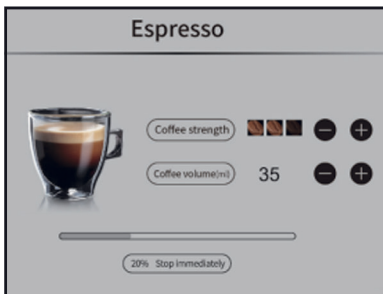 Espresso
Coffee strength
Coffee volume(ml) 35
20% Stop immediately